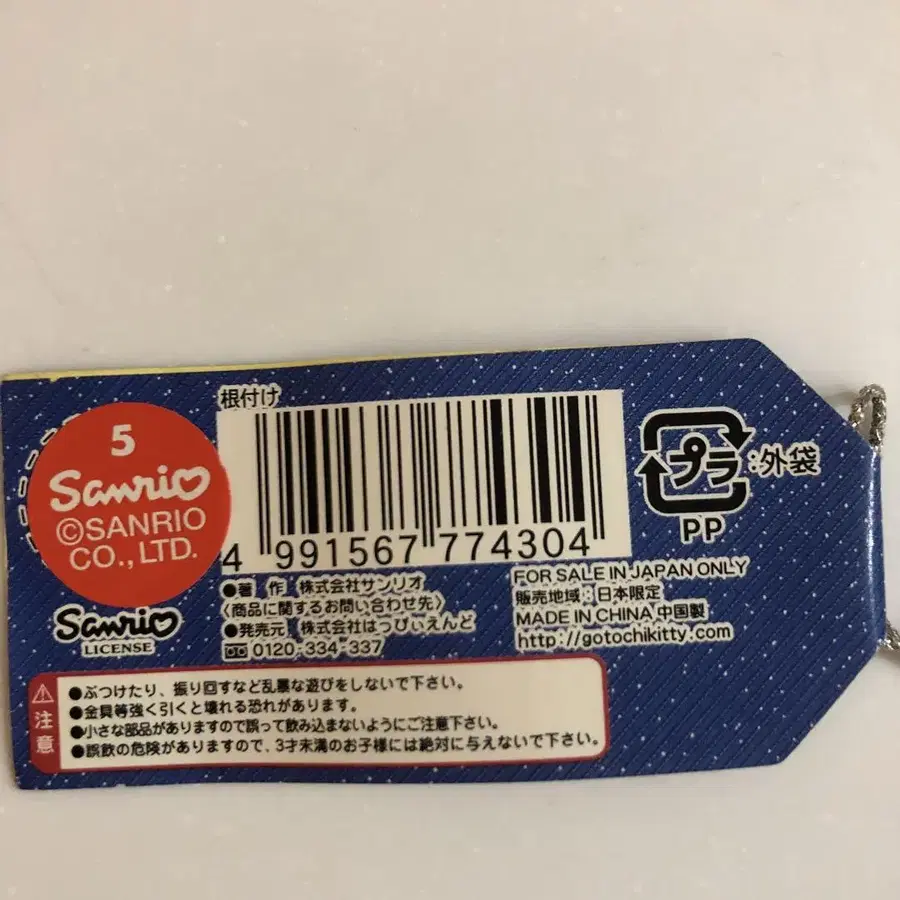 5
Sanrio
©SANRIO
CO., LTD.
Sanrio
LICENSE
根付け
4 991567 774304
プラ :外袋
PP
●著 作 株式会社サンリオ
〈商品に関するお問い合わせ先〉
●発売元 株式会社はっぴぃえんど
0120-334-337
FOR SALE IN JAPAN ONLY
販売地域:日本限定
MADE IN CHINA 中国製
http://gotochikitty.com
注意
●ぶつけたり、振り回すなど乱暴な遊びをしないで下さい。
●金具等強く引くと壊れる恐れがあります。
●小さな部品がありますので誤って飲み込まないようにご注意下さい。
●誤飲の危険がありますので、3才未満のお子様には絶対に与えないで下さい。